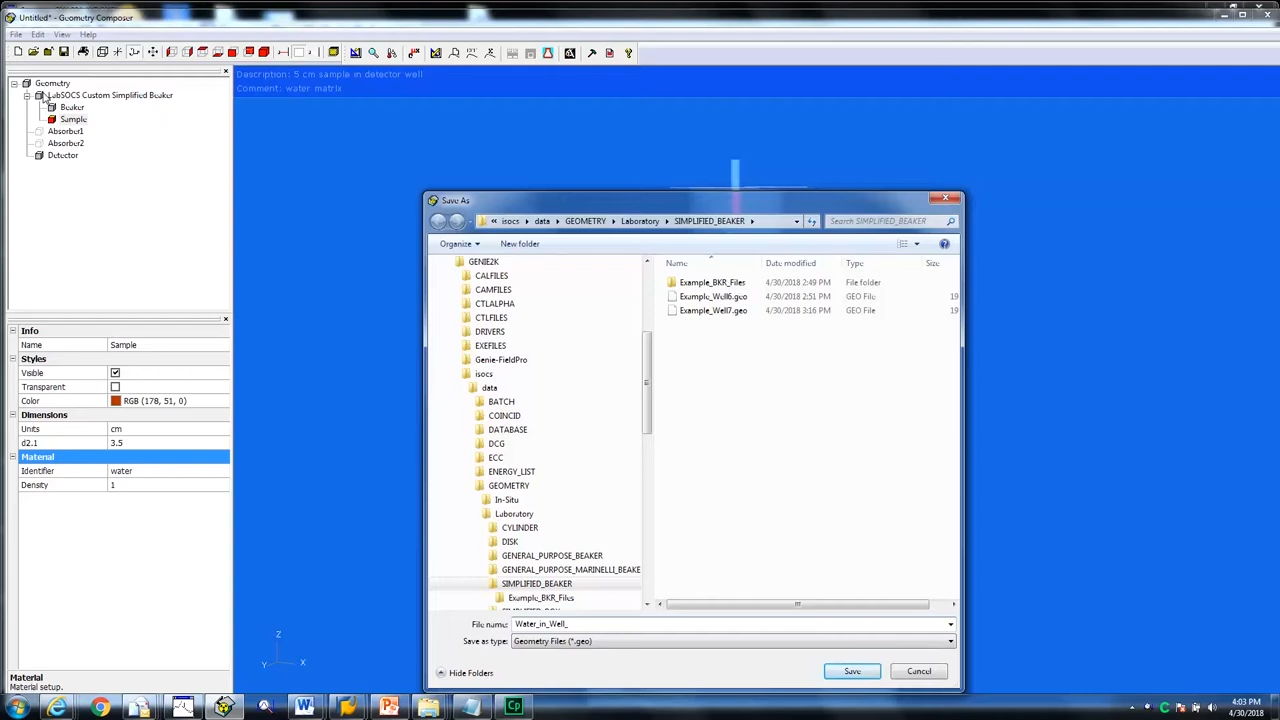 Untitled* - Geometry Composer
File Edit View Help
Geometry
LabSOCS Custom Simplified Beaker
Beaker
Sample
Absorber1
Absorber2
Detector
Description: 5 cm sample in detector well
Comment: water matrix
Info
Name Sample
Styles
Visible
Transparent
Color RGB (178, 51, 0)
Dimensions
Units cm
d2.1 3.5
Material
Identifier water
Density 1
Material
Material setup.
Z
Y X
Save As
« isocs data GEOMETRY Laboratory SIMPLIFIED_BEAKER
Search SIMPLIFIED_BEAKER
Organize New folder
GENIE2K
CALFILES
CAMFILES
CTLALPHA
CTLFILES
DRIVERS
EXEFILES
Genie-FieldPro
isocs
data
BATCH
COINCID
DATABASE
DCG
ECC
ENERGY_LIST
GEOMETRY
In-Situ
Laboratory
CYLINDER
DISK
GENERAL_PURPOSE_BEAKER
GENERAL_PURPOSE_MARINELLI_BEAKE
SIMPLIFIED_BEAKER
Example_BKR_Files
Name Date modified Type Size
Example_BKR_Files 4/30/2018 2:49 PM File folder
Example_Well6.geo 4/30/2018 2:51 PM GEO File 19
Example_Well7.geo 4/30/2018 3:16 PM GEO File 19
File name: Water_in_Well_
Save as type: Geometry Files (*.geo)
Hide Folders
Save Cancel
4:03 PM
4/30/2018